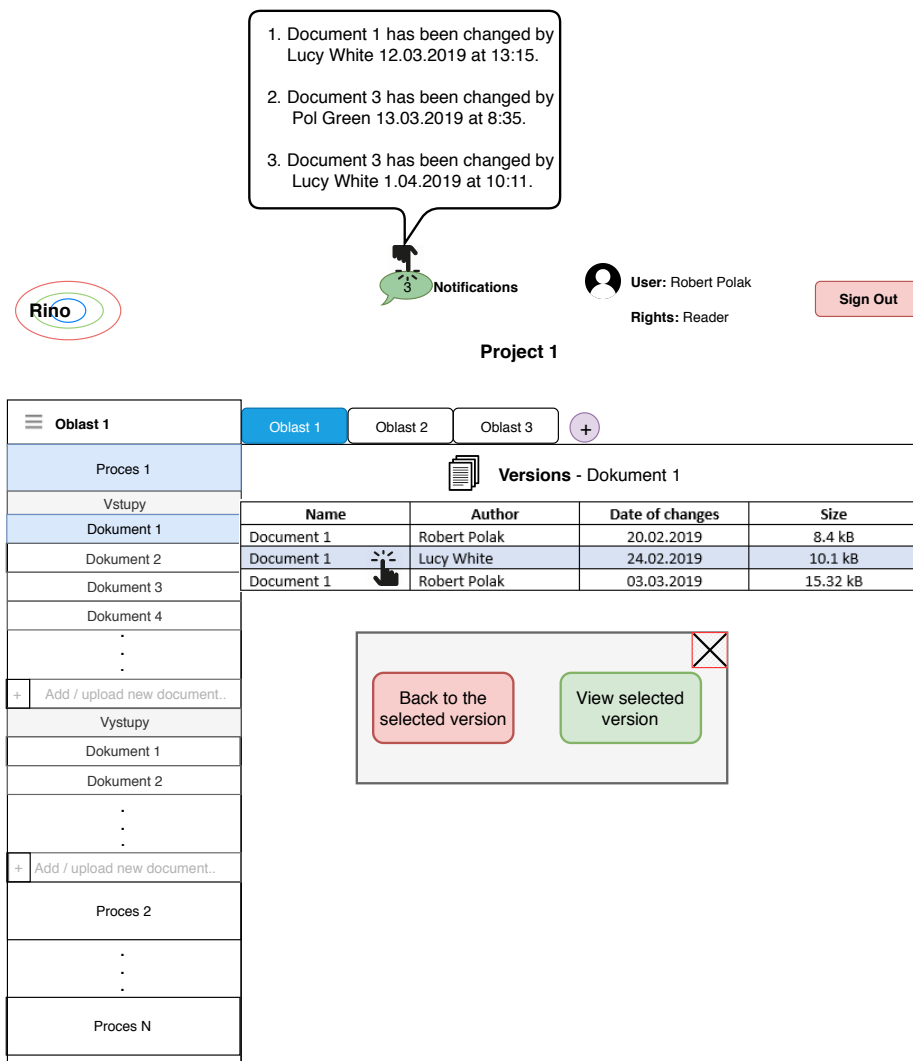 1. Document 1 has been changed by
Lucy White 12.03.2019 at 13:15.
2. Document 3 has been changed by
Pol Green 13.03.2019 at 8:35.
3. Document 3 has been changed by
Lucy White 1.04.2019 at 10:11.
3
Notifications
User: Robert Polak
Rights: Reader
Sign Out
Rino
Project 1
Oblast 1
Oblast 1
Oblast 2
Oblast 3
+
Proces 1
Vstupy
Dokument 1
Dokument 2
Dokument 3
Dokument 4
.
.
.
+ Add / upload new document..
Vystupy
Dokument 1
Dokument 2
.
.
.
+ Add / upload new document..
Proces 2
.
.
.
Proces N
Versions - Dokument 1
Name Author Date of changes Size
Document 1 Robert Polak 20.02.2019 8.4 kB
Document 1 Lucy White 24.02.2019 10.1 kB
Document 1 Robert Polak 03.03.2019 15.32 kB
Back to the
selected version
View selected
version